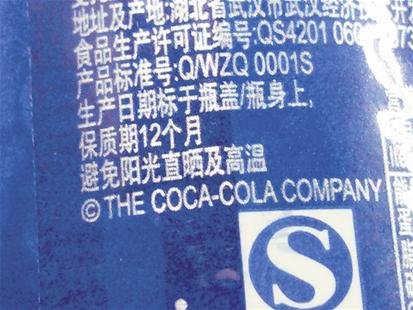 地址及产地:湖北省武汉市武汉经济技
食品生产许可证编号:QS4201 060
产品标准号:Q/WZQ 0001S
生产日期标于瓶盖/瓶身上,
保质期12个月
避免阳光直晒及高温
© THE COCA-COLA COMPANY
S